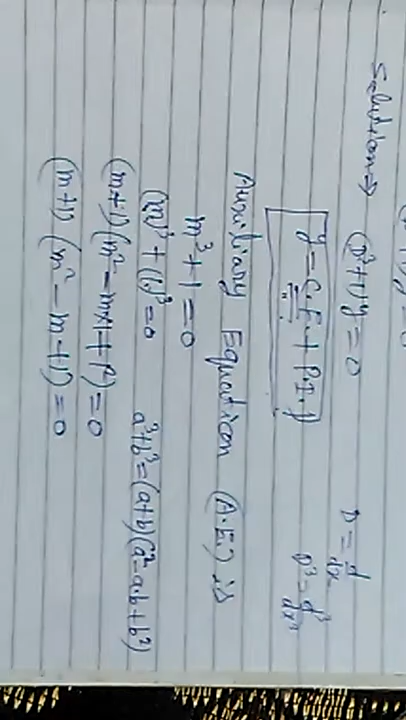 Solution → (D³+1)y = 0
D = d/dx
y = C.F. + P.I.
D³ = d³/dx³
Auxiliary Equation (A.E.) is
m³ + 1 = 0
(m)³ + (1)³ = 0
a³+b³ = (a+b)(a²-a.b+b²)
(m+1)(m² - m×1 + 1²) = 0
(m+1) (m² - m + 1) = 0